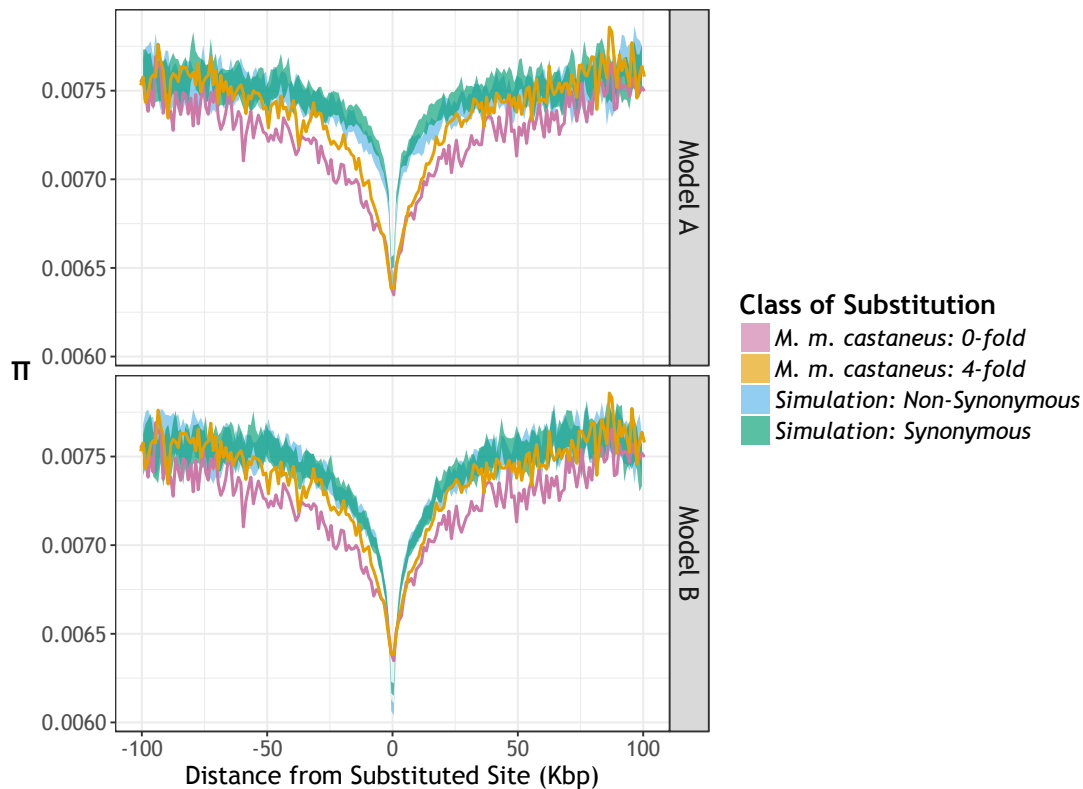 0.0075
0.0070
0.0065
0.0060
Model A
π
0.0075
0.0070
0.0065
0.0060
Model B
-100
-50
0
50
100
Distance from Substituted Site (Kbp)
Class of Substitution
M. m. castaneus: 0-fold
M. m. castaneus: 4-fold
Simulation: Non-Synonymous
Simulation: Synonymous